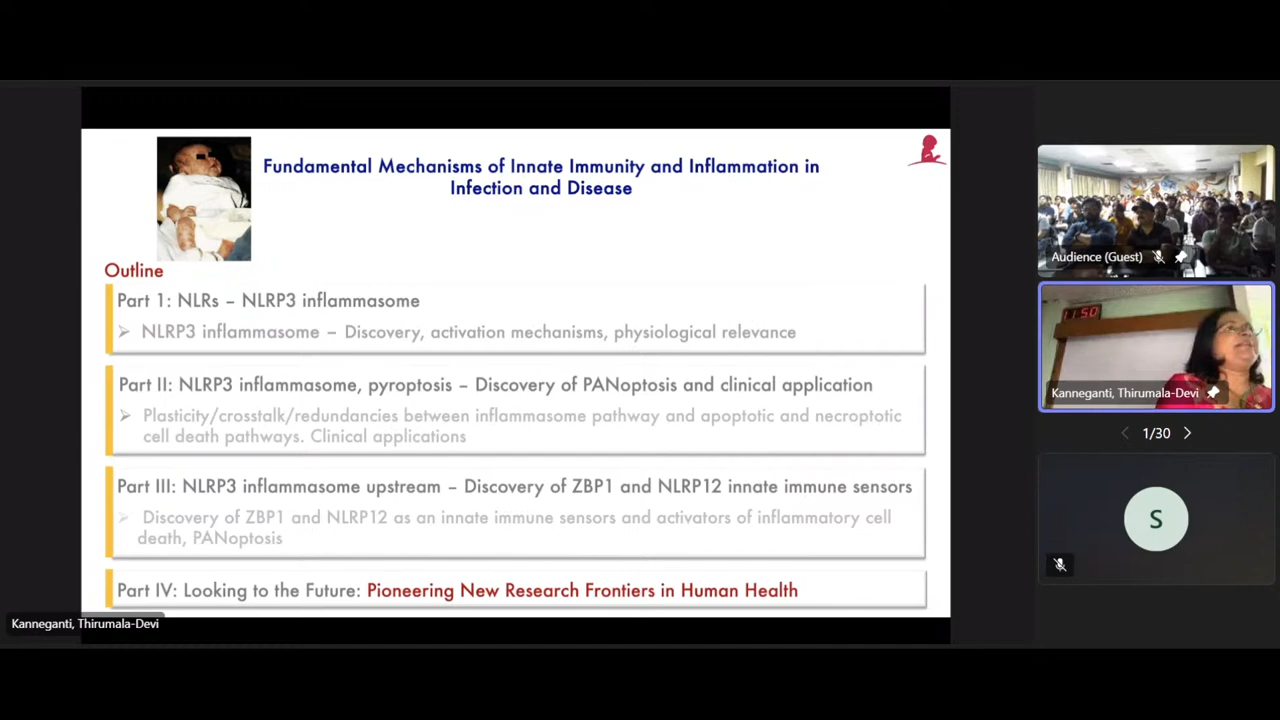 Fundamental Mechanisms of Innate Immunity and Inflammation in
Infection and Disease
Outline
Part 1: NLRs – NLRP3 inflammasome
NLRP3 inflammasome – Discovery, activation mechanisms, physiological relevance
Part II: NLRP3 inflammasome, pyroptosis – Discovery of PANoptosis and clinical application
Plasticity/crosstalk/redundancies between inflammasome pathway and apoptotic and necroptotic
cell death pathways. Clinical applications
Part III: NLRP3 inflammasome upstream – Discovery of ZBP1 and NLRP12 innate immune sensors
Discovery of ZBP1 and NLRP12 as an innate immune sensors and activators of inflammatory cell
death, PANoptosis
Part IV: Looking to the Future: Pioneering New Research Frontiers in Human Health
Kanneganti, Thirumala-Devi
Audience (Guest)
11:50
Kanneganti, Thirumala-Devi
1/30
S